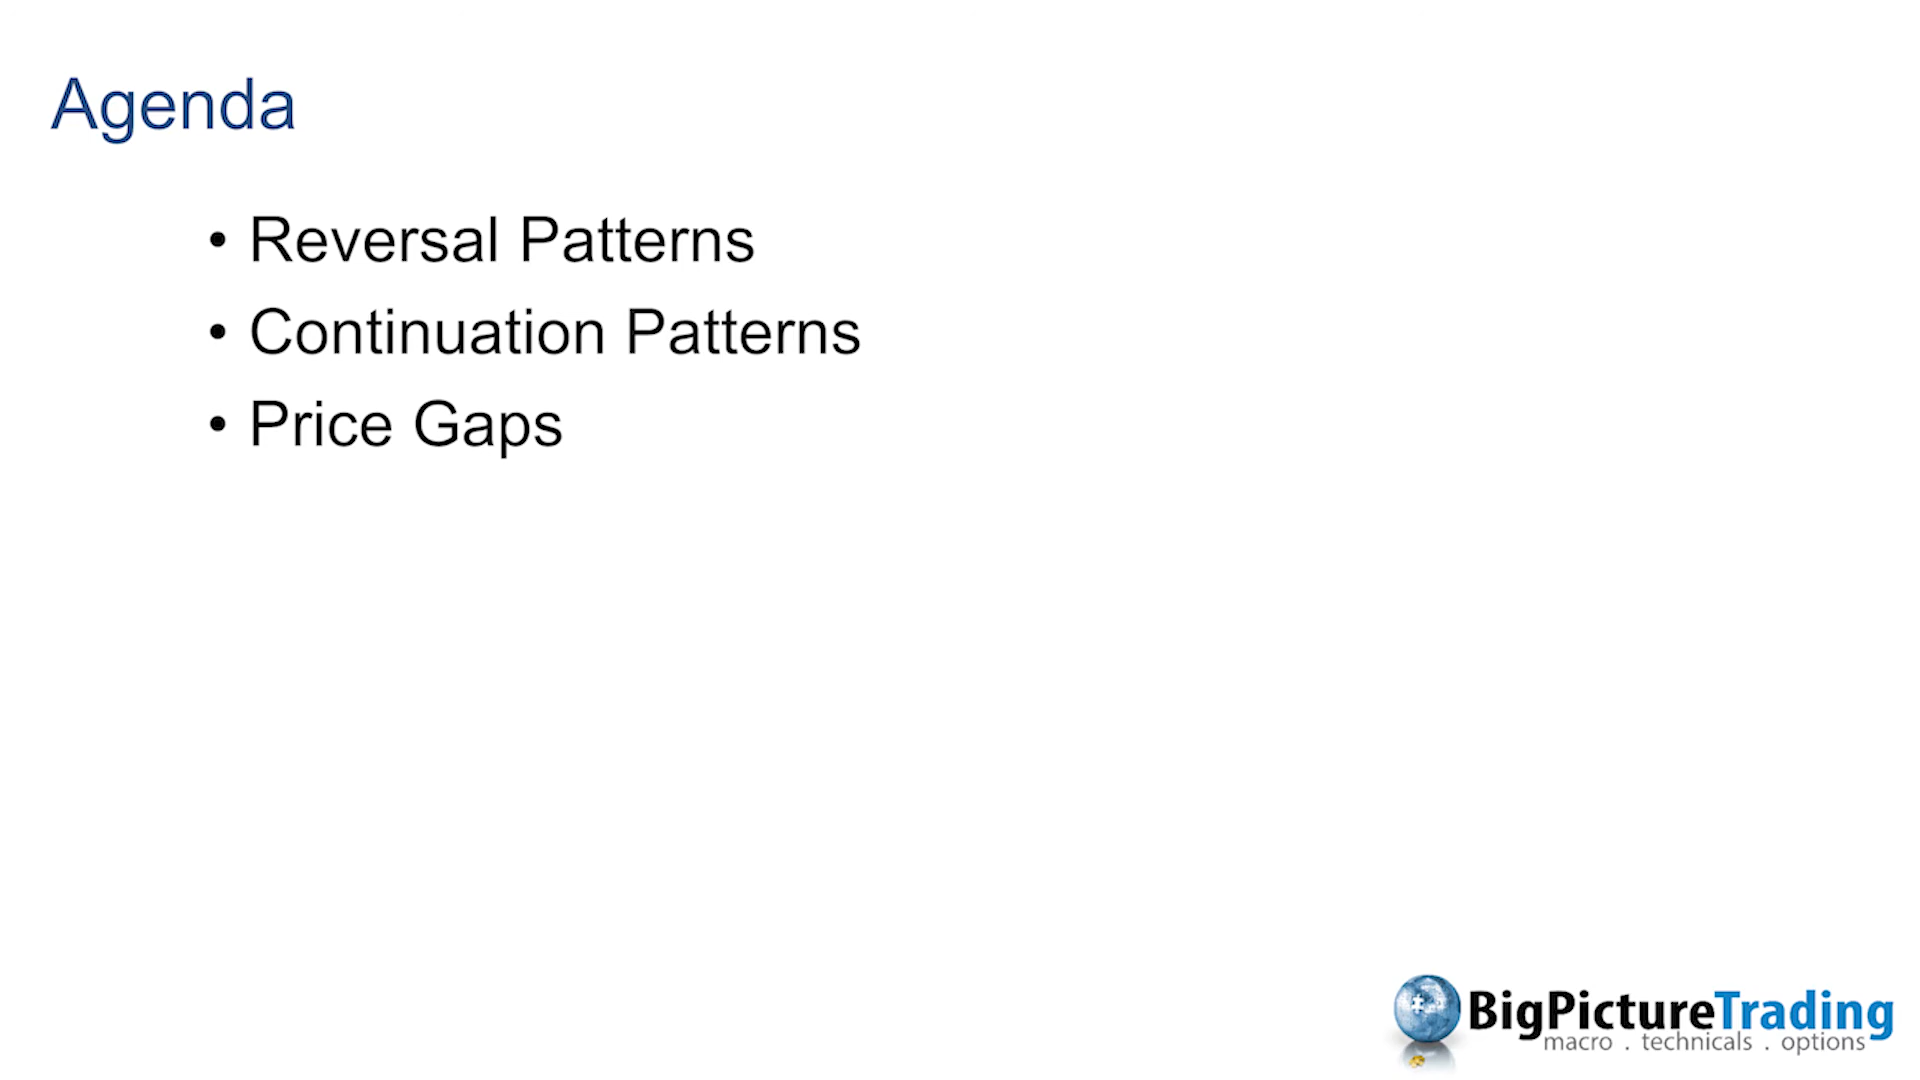 Agenda
• Reversal Patterns
• Continuation Patterns
• Price Gaps
BigPictureTrading
macro . technicals . options